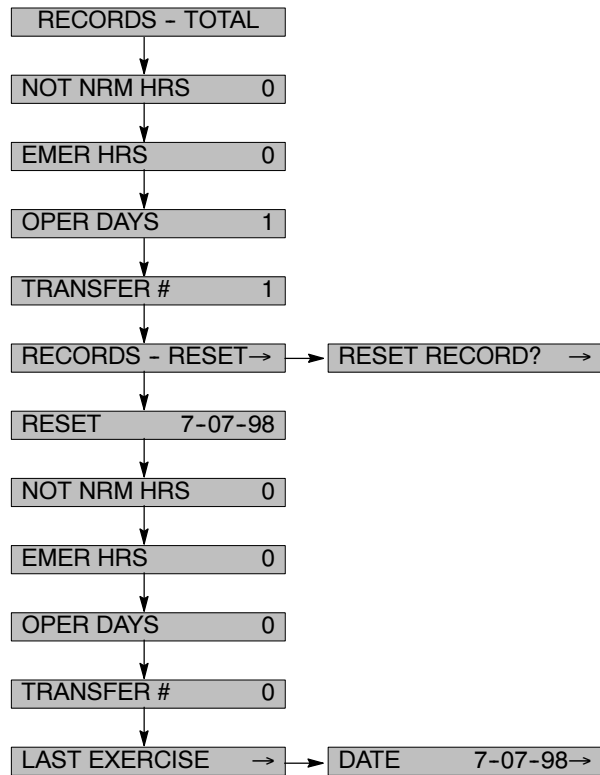 RECORDS - TOTAL
NOT NRM HRS 0
EMER HRS 0
OPER DAYS 1
TRANSFER # 1
RECORDS - RESET→ RESET RECORD? →
RESET 7-07-98
NOT NRM HRS 0
EMER HRS 0
OPER DAYS 0
TRANSFER # 0
LAST EXERCISE → DATE 7-07-98→